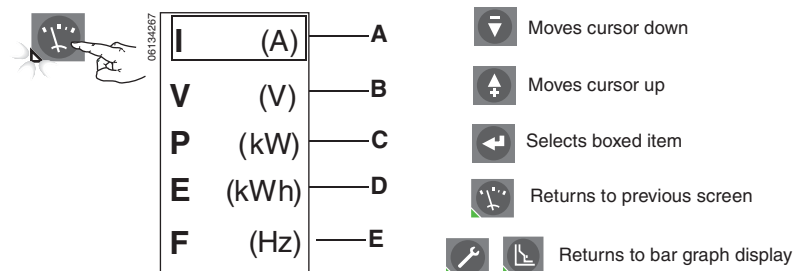 06134267
I (A) A
V (V) B
P (kW) C
E (kWh) D
F (Hz) E
Moves cursor down
Moves cursor up
Selects boxed item
Returns to previous screen
Returns to bar graph display